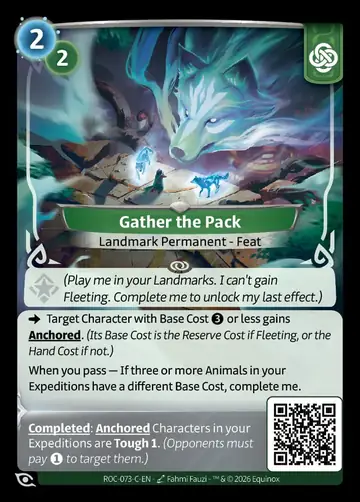 2
2
Gather the Pack
Landmark Permanent - Feat
(Play me in your Landmarks. I can't gain
Fleeting. Complete me to unlock my last effect.)
➡ Target Character with Base Cost ❸ or less gains
Anchored. (Its Base Cost is the Reserve Cost if Fleeting, or the
Hand Cost if not.)
When you pass — If three or more Animals in your
Expeditions have a different Base Cost, complete me.
Completed: Anchored Characters in your
Expeditions are Tough 1. (Opponents must
pay ❶ to target them.)
ROC-073-C-EN - Fahmi Fauzi - ™ & © 2026 Equinox